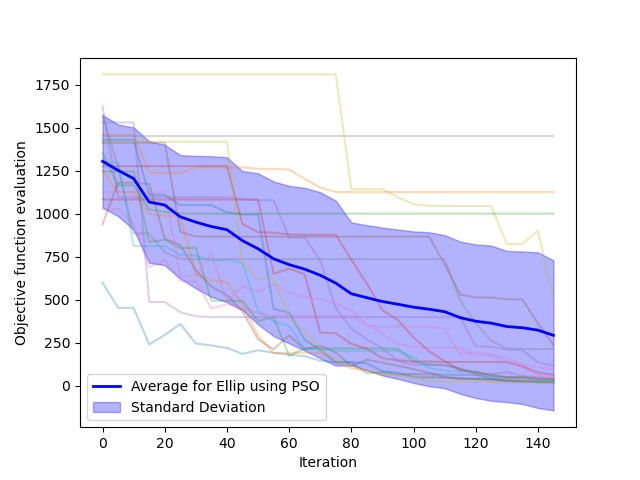 1750
1500
1250
1000
750
500
250
0
Objective function evaluation
Average for Ellip using PSO
Standard Deviation
0 20 40 60 80 100 120 140
Iteration